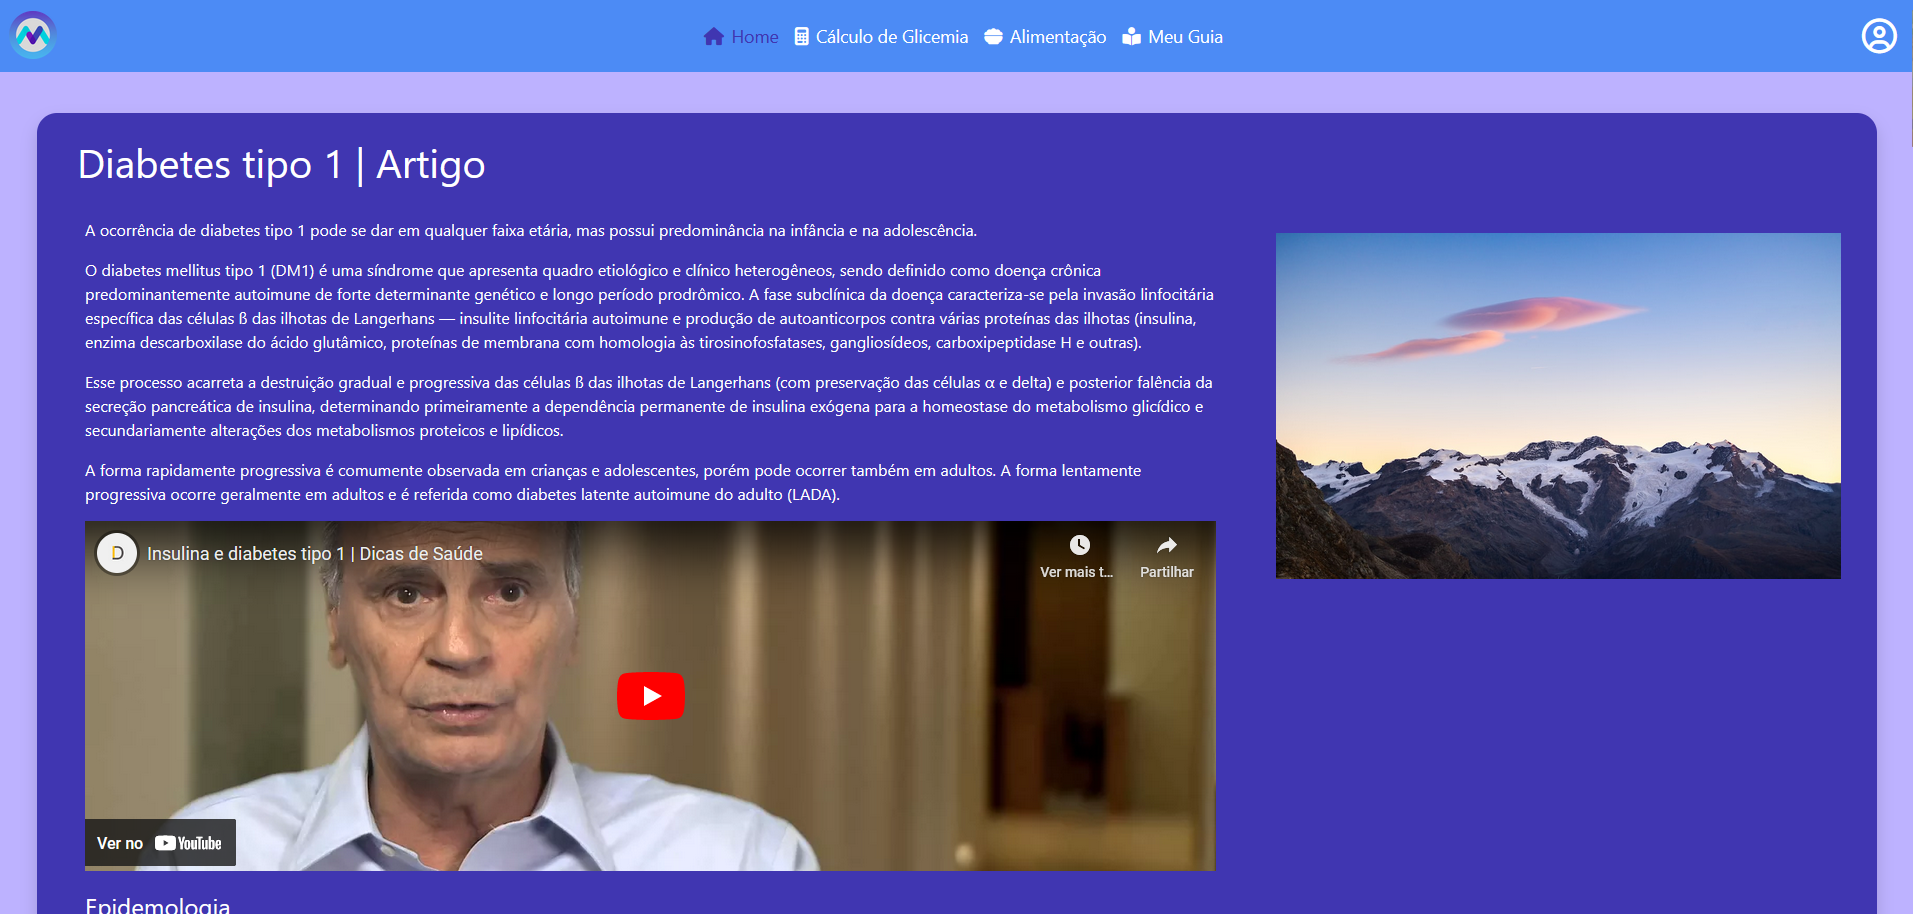 Home Cálculo de Glicemia Alimentação Meu Guia
Diabetes tipo 1 | Artigo
A ocorrência de diabetes tipo 1 pode se dar em qualquer faixa etária, mas possui predominância na infância e na adolescência.
O diabetes mellitus tipo 1 (DM1) é uma síndrome que apresenta quadro etiológico e clínico heterogêneos, sendo definido como doença crônica
predominantemente autoimune de forte determinante genético e longo período prodrômico. A fase subclínica da doença caracteriza-se pela invasão linfocitária
específica das células ß das ilhotas de Langerhans — insulite linfocitária autoimune e produção de autoanticorpos contra várias proteínas das ilhotas (insulina,
enzima descarboxilase do ácido glutâmico, proteínas de membrana com homologia às tirosinofosfatases, gangliosídeos, carboxipeptidase H e outras).
Esse processo acarreta a destruição gradual e progressiva das células ß das ilhotas de Langerhans (com preservação das células α e delta) e posterior falência da
secreção pancreática de insulina, determinando primeiramente a dependência permanente de insulina exógena para a homeostase do metabolismo glicídico e
secundariamente alterações dos metabolismos proteicos e lipídicos.
A forma rapidamente progressiva é comumente observada em crianças e adolescentes, porém pode ocorrer também em adultos. A forma lentamente
progressiva ocorre geralmente em adultos e é referida como diabetes latente autoimune do adulto (LADA).
D Insulina e diabetes tipo 1 | Dicas de Saúde
Ver mais t... Partilhar
Ver no YouTube
Epidemologia